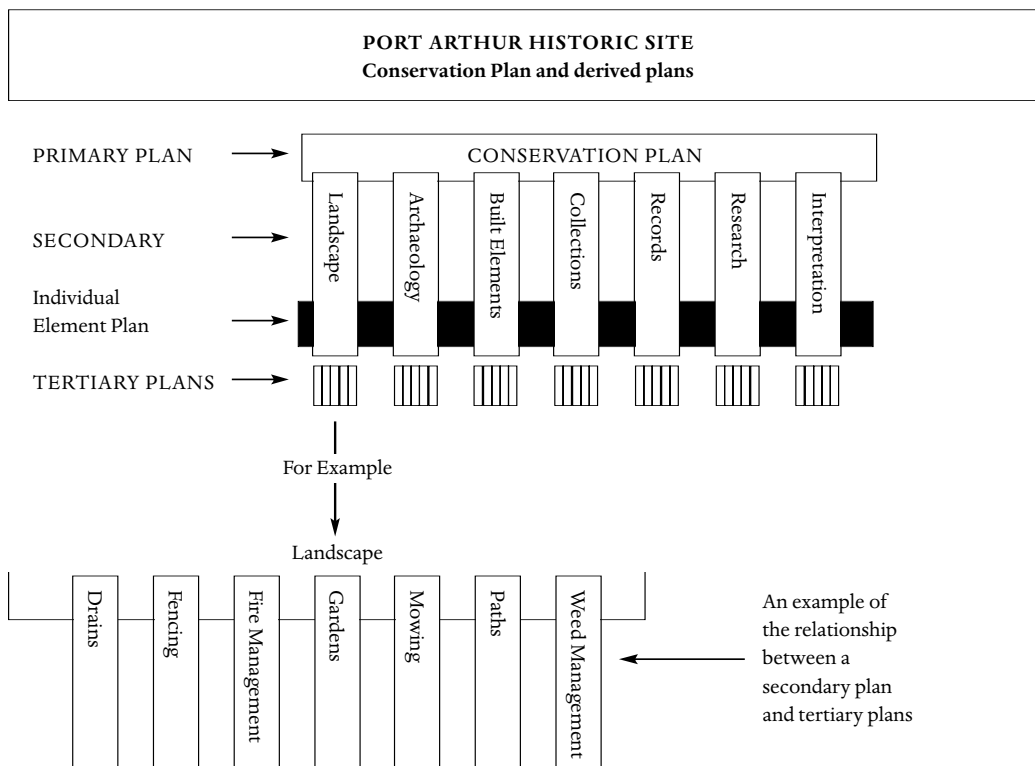 PORT ARTHUR HISTORIC SITE
Conservation Plan and derived plans
PRIMARY PLAN
CONSERVATION PLAN
SECONDARY
Landscape
Archaeology
Built Elements
Collections
Records
Research
Interpretation
Individual
Element Plan
TERTIARY PLANS
For Example
Landscape
Drains
Fencing
Fire Management
Gardens
Mowing
Paths
Weed Management
An example of
the relationship
between a
secondary plan
and tertiary plans